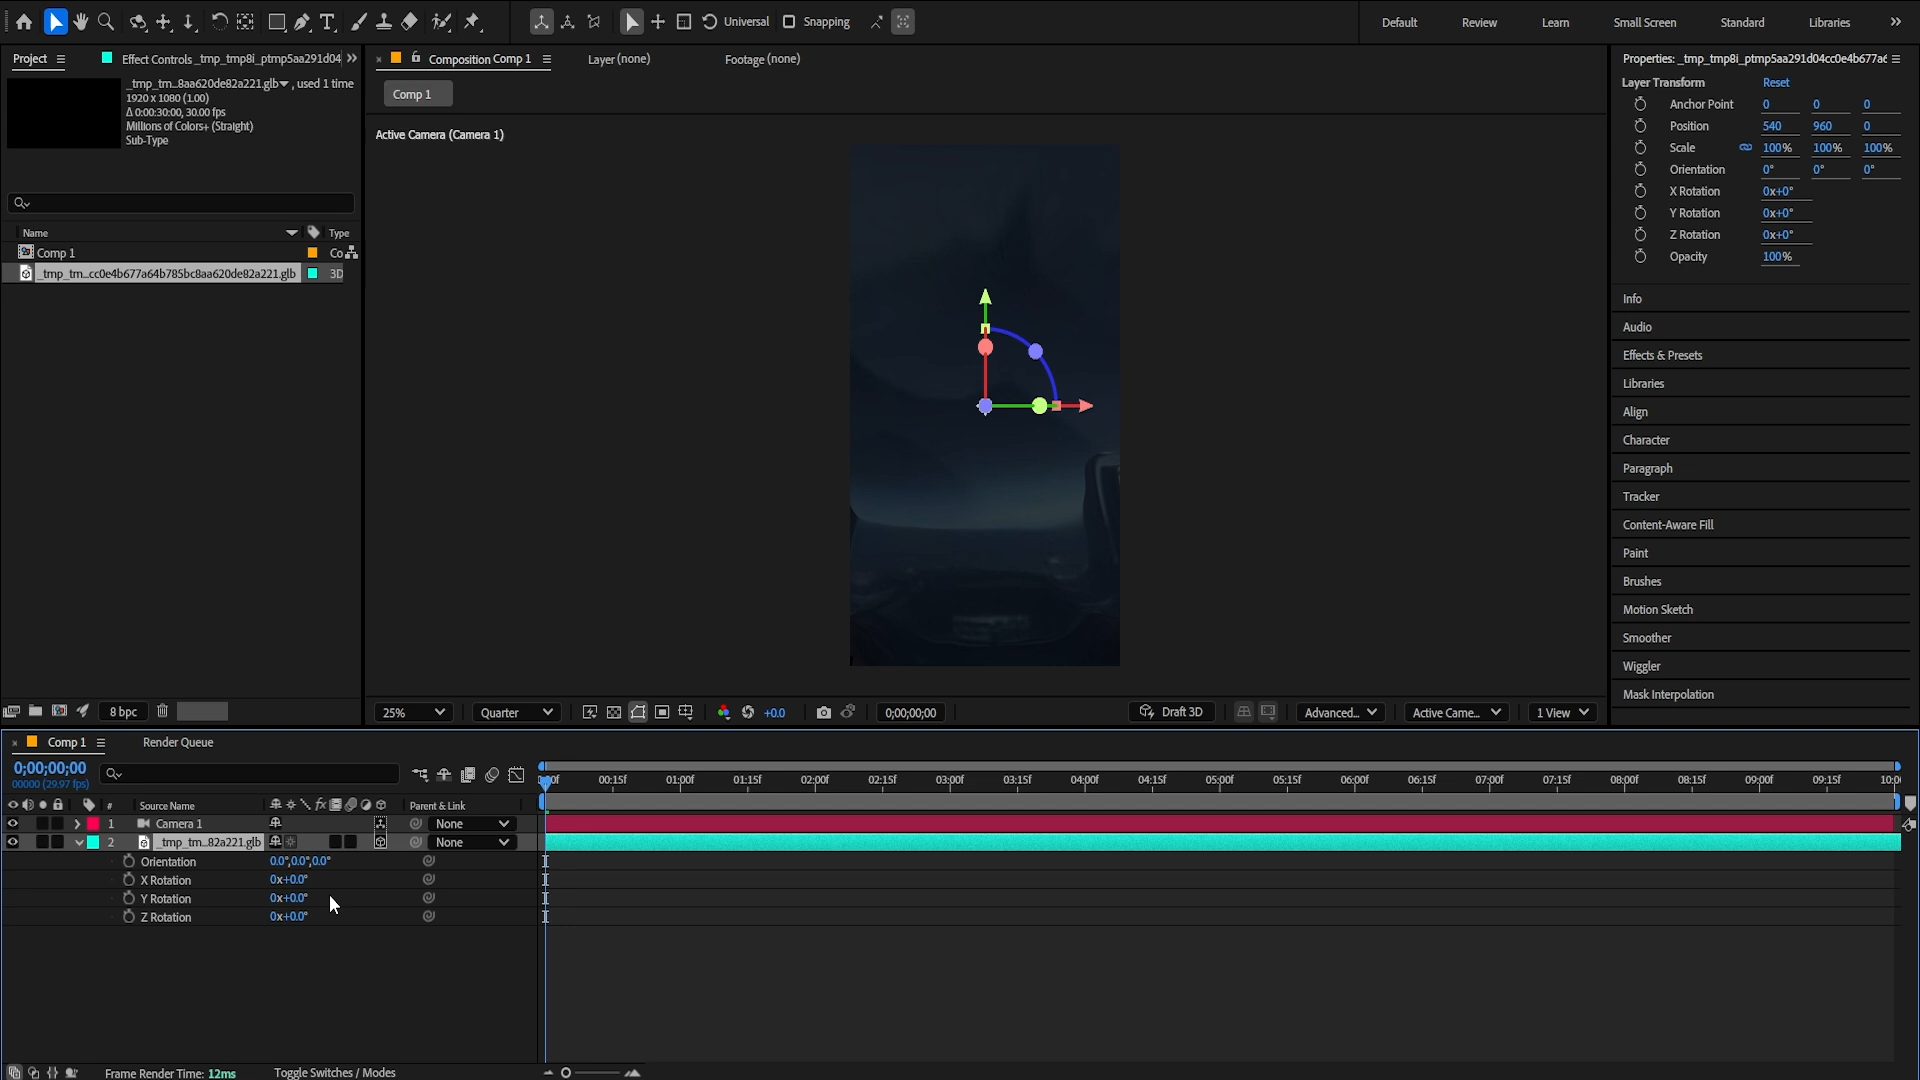 Universal
Snapping
Default
Review
Learn
Small Screen
Standard
Libraries
Project
Effect Controls _tmp_tmp8i_ptmp5aa291d04
Composition Comp 1
Layer (none)
Footage (none)
Properties: _tmp_tmp8i_ptmp5aa291d04cc0e4b677a6
_tmp_tm...8aa620de82a221.glb , used 1 time
1920 x 1080 (1.00)
Δ 0:00:30:00, 30.00 fps
Millions of Colors+ (Straight)
Sub-Type
Comp 1
Active Camera (Camera 1)
Layer Transform Reset
Anchor Point 0 0 0
Position 540 960 0
Scale 100% 100% 100%
Orientation 0° 0° 0°
X Rotation 0x+0°
Y Rotation 0x+0°
Z Rotation 0x+0°
Opacity 100%
Name Type
Comp 1 Co
_tmp_tm...cc0e4b677a64b785bc8aa620de82a221.glb 3D
Info
Audio
Effects & Presets
Libraries
Align
Character
Paragraph
Tracker
Content-Aware Fill
Paint
Brushes
Motion Sketch
Smoother
Wiggler
Mask Interpolation
8 bpc
25%
Quarter
+0.0
0;00;00;00
Draft 3D
Advanced...
Active Came...
1 View
Comp 1
Render Queue
0;00;00;00
00000 (29.97 fps)
00f 00:15f 01:00f 01:15f 02:00f 02:15f 03:00f 03:15f 04:00f 04:15f 05:00f 05:15f 06:00f 06:15f 07:00f 07:15f 08:00f 08:15f 09:00f 09:15f 10:0
# Source Name fx Parent & Link
1 Camera 1 None
2 _tmp_tm...82a221.glb None
Orientation 0.0°,0.0°,0.0°
X Rotation 0x+0.0°
Y Rotation 0x+0.0°
Z Rotation 0x+0.0°
Frame Render Time: 12ms
Toggle Switches / Modes